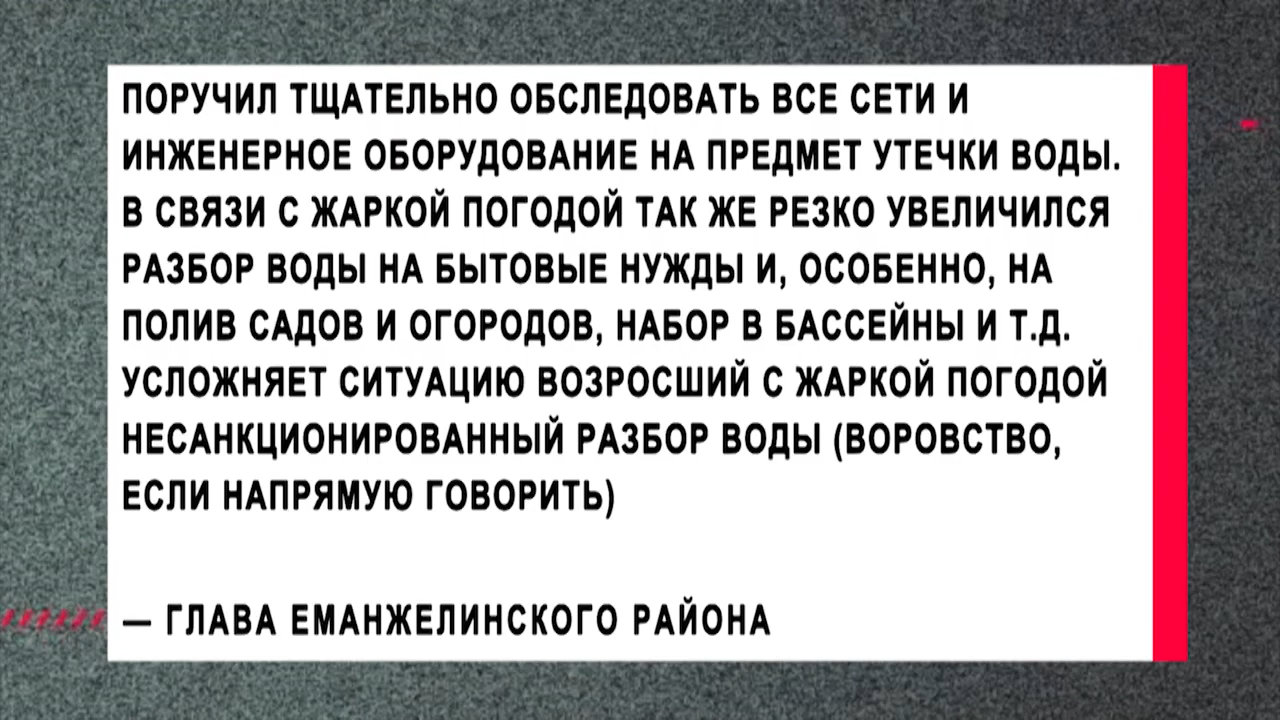 ПОРУЧИЛ ТЩАТЕЛЬНО ОБСЛЕДОВАТЬ ВСЕ СЕТИ И
ИНЖЕНЕРНОЕ ОБОРУДОВАНИЕ НА ПРЕДМЕТ УТЕЧКИ ВОДЫ.
В СВЯЗИ С ЖАРКОЙ ПОГОДОЙ ТАК ЖЕ РЕЗКО УВЕЛИЧИЛСЯ
РАЗБОР ВОДЫ НА БЫТОВЫЕ НУЖДЫ И, ОСОБЕННО, НА
ПОЛИВ САДОВ И ОГОРОДОВ, НАБОР В БАССЕЙНЫ И Т.Д.
УСЛОЖНЯЕТ СИТУАЦИЮ ВОЗРОСШИЙ С ЖАРКОЙ ПОГОДОЙ
НЕСАНКЦИОНИРОВАННЫЙ РАЗБОР ВОДЫ (ВОРОВСТВО,
ЕСЛИ НАПРЯМУЮ ГОВОРИТЬ)
— ГЛАВА ЕМАНЖЕЛИНСКОГО РАЙОНА